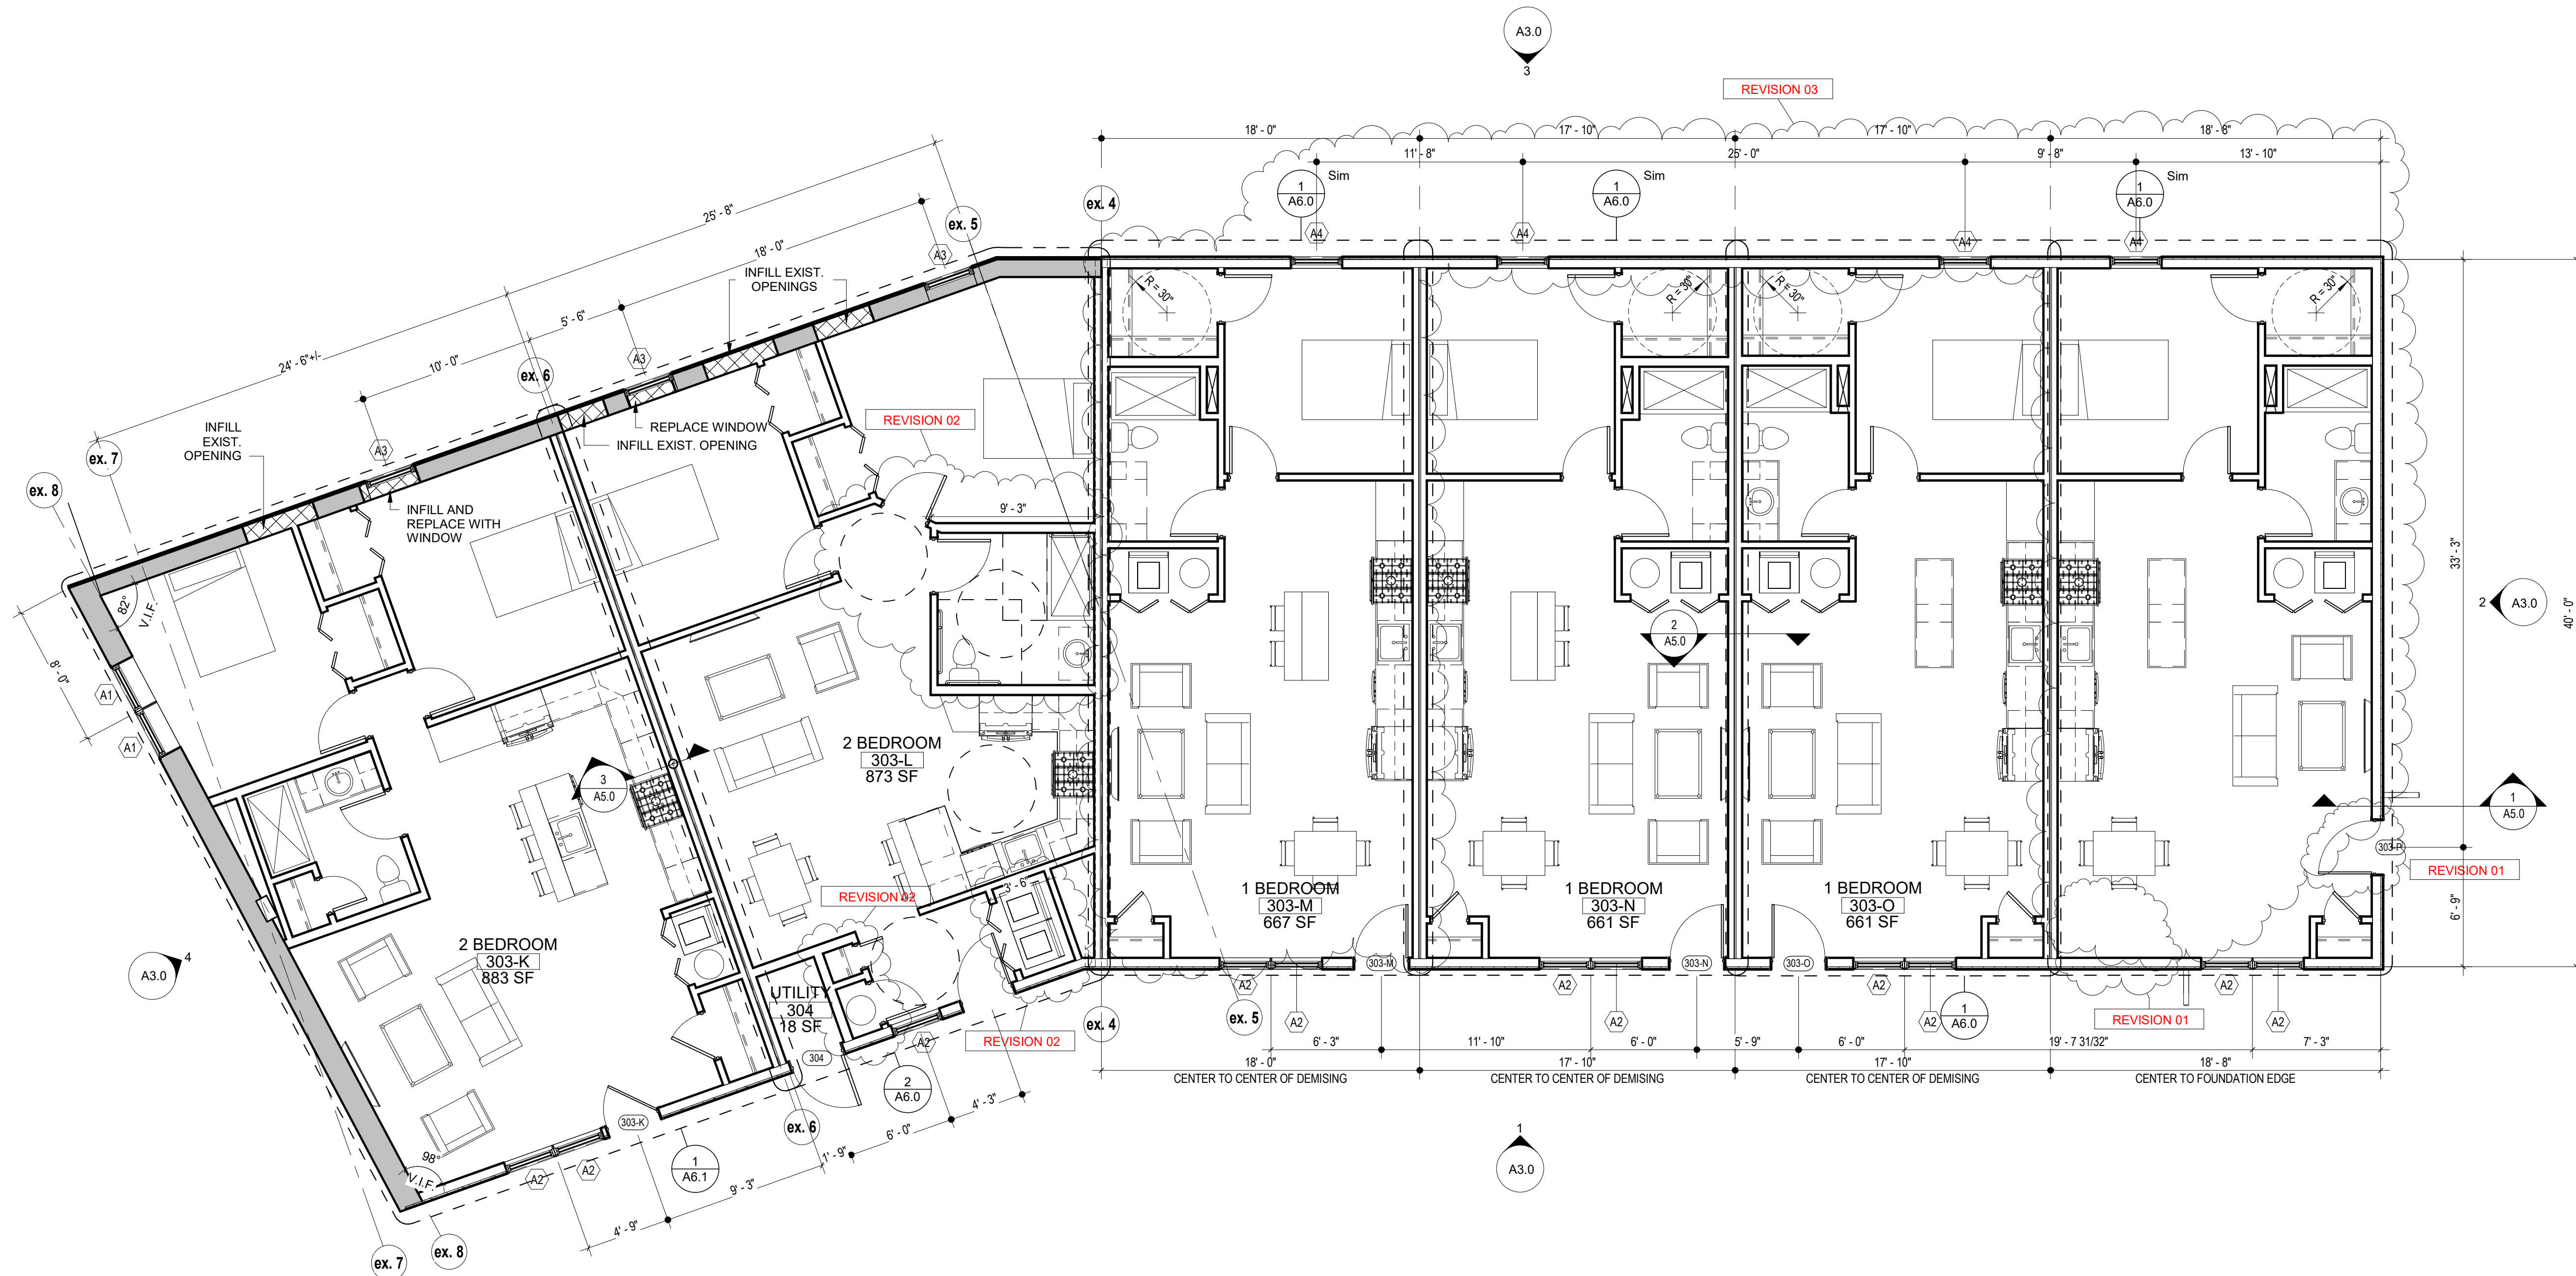 A3.0
3
REVISION 03
18' - 0"
17' - 10"
17' - 10"
18' - 8"
11' - 8"
25' - 0"
9' - 8"
13' - 10"
1
A6.0
Sim
1
A6.0
Sim
1
A6.0
Sim
ex. 4
ex. 5
25' - 8"
18' - 0"
A4
A4
A4
A4
A3
INFILL EXIST.
OPENINGS
R = 30"
R = 30"
R = 30"
R = 30"
5' - 6"
24' - 6"+/-
10' - 0"
A3
ex. 6
REPLACE WINDOW
INFILL EXIST. OPENING
REVISION 02
INFILL
EXIST.
OPENING
A3
ex. 7
ex. 8
INFILL AND
REPLACE WITH
WINDOW
9' - 3"
82°
V.I.F.
8' - 0"
A1
A1
33' - 3"
40' - 0"
2
A3.0
2
A5.0
2 BEDROOM
303-L
873 SF
3
A5.0
1
A5.0
303-P
REVISION 01
6' - 9"
3' - 6"
REVISION 02
1 BEDROOM
303-M
667 SF
1 BEDROOM
303-N
661 SF
1 BEDROOM
303-O
661 SF
2 BEDROOM
303-K
883 SF
A3.0
4
UTILITY
304
18 SF
303-M
303-N
303-O
A2
A2
A2
A2
A2
A2
A2
A2
1
A6.0
REVISION 01
ex. 4
ex. 5
REVISION 02
304
A2
2
A6.0
6' - 3"
11' - 10"
6' - 0"
5' - 9"
6' - 0"
19' - 7 31/32"
7' - 3"
18' - 0"
17' - 10"
17' - 10"
18' - 8"
CENTER TO CENTER OF DEMISING
CENTER TO CENTER OF DEMISING
CENTER TO CENTER OF DEMISING
CENTER TO FOUNDATION EDGE
4' - 3"
6' - 0"
1' - 9"
ex. 6
303-K
98°
V.I.F.
A2
A2
1
A6.1
9' - 3"
4' - 9"
ex. 7
ex. 8
1
A3.0